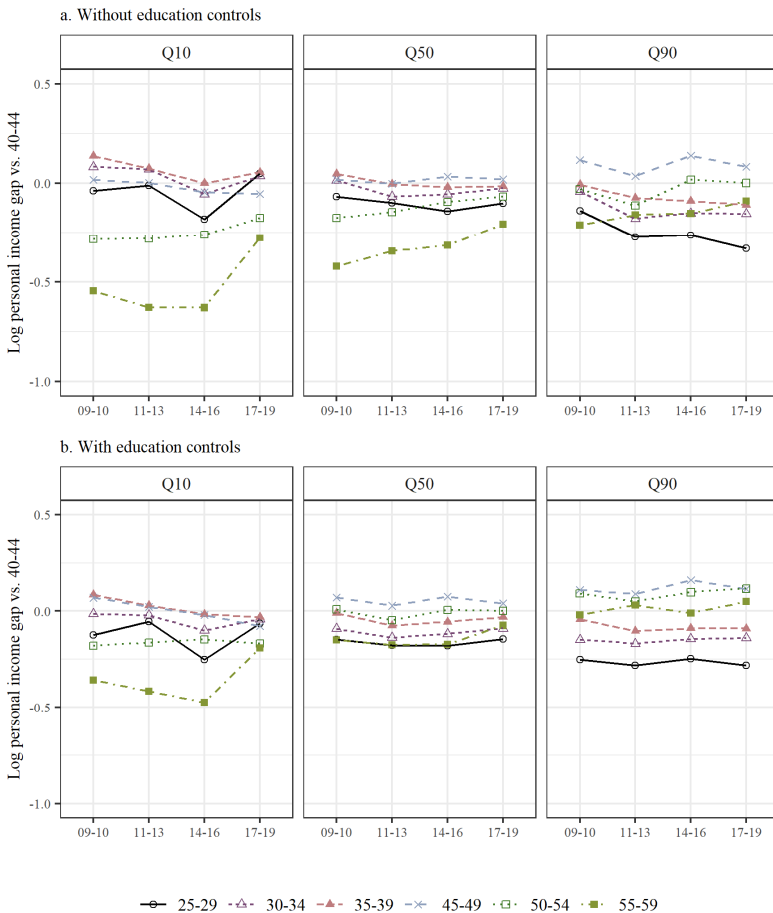 a. Without education controls
Q10 Q50 Q90
Log personal income gap vs. 40-44
0.5
0.0
-0.5
-1.0
09-10 11-13 14-16 17-19 09-10 11-13 14-16 17-19 09-10 11-13 14-16 17-19
b. With education controls
Q10 Q50 Q90
Log personal income gap vs. 40-44
0.5
0.0
-0.5
-1.0
09-10 11-13 14-16 17-19 09-10 11-13 14-16 17-19 09-10 11-13 14-16 17-19
25-29 30-34 35-39 45-49 50-54 55-59